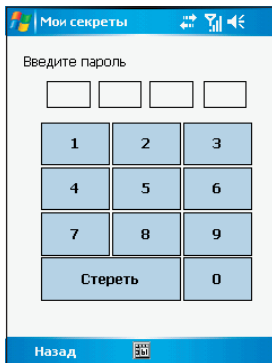 Мои секреты
Введите пароль
1 2 3
4 5 6
7 8 9
Стереть 0
Назад